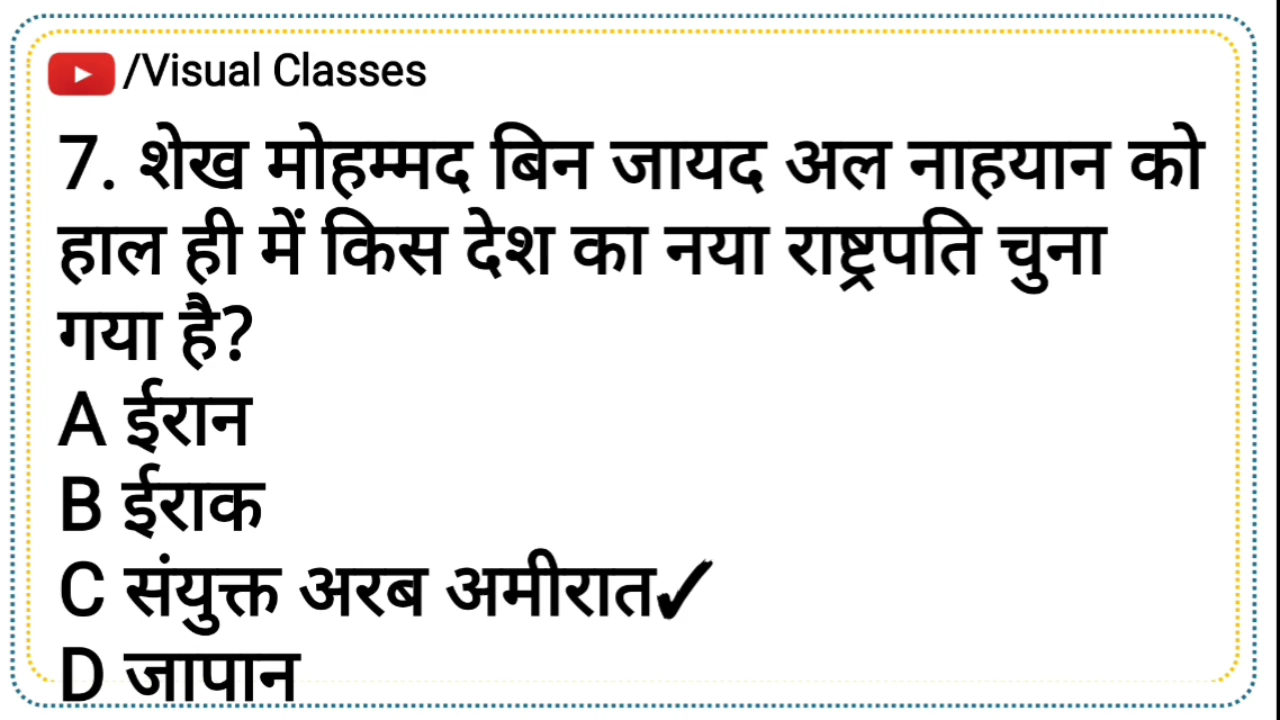 /Visual Classes
7. शेख मोहम्मद बिन जायद अल नाहयान को
हाल ही में किस देश का नया राष्ट्रपति चुना
गया है?
A ईरान
B ईराक
C संयुक्त अरब अमीरात✓
D जापान